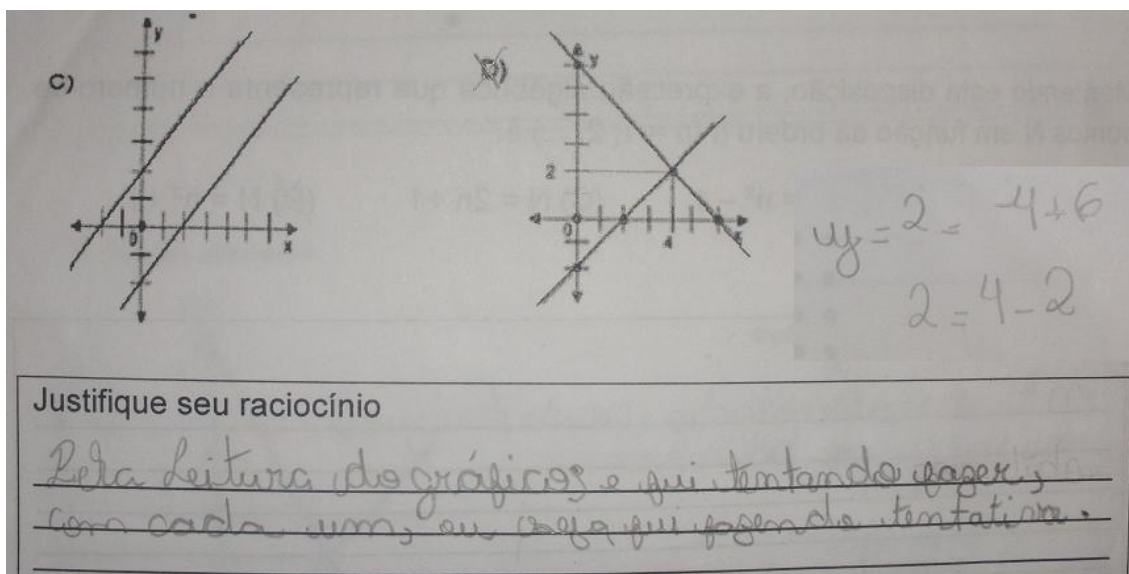 C)
y
0
x
D)
y
2
0
4
x
y = 2 = -4+6
2 = 4-2
Justifique seu raciocínio
Pela Leitura do gráficos e fui tentando fazer,
com cada um, ou seja fui fazendo tentativa.